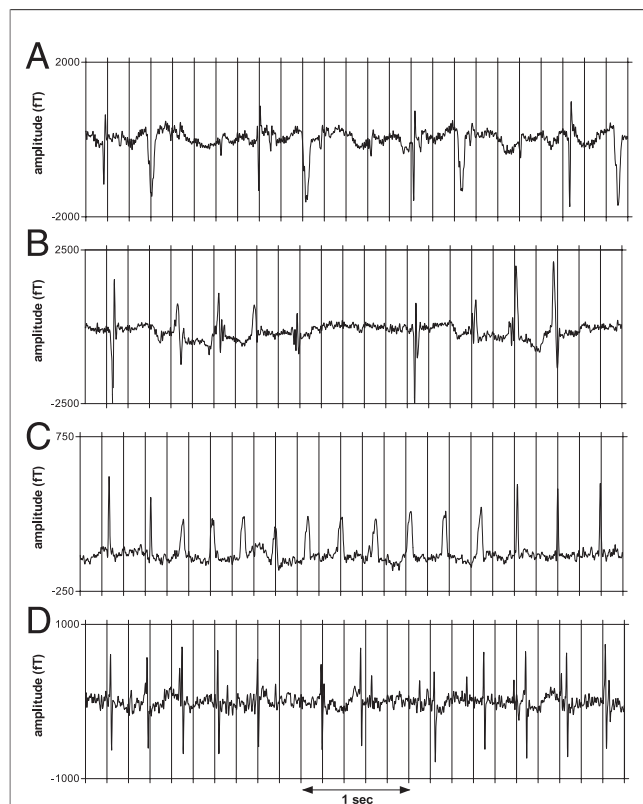 A
2000
amplitude (fT)
-2000
B
2500
amplitude (fT)
-2500
C
750
amplitude (fT)
-250
D
1000
amplitude (fT)
-1000
1 sec